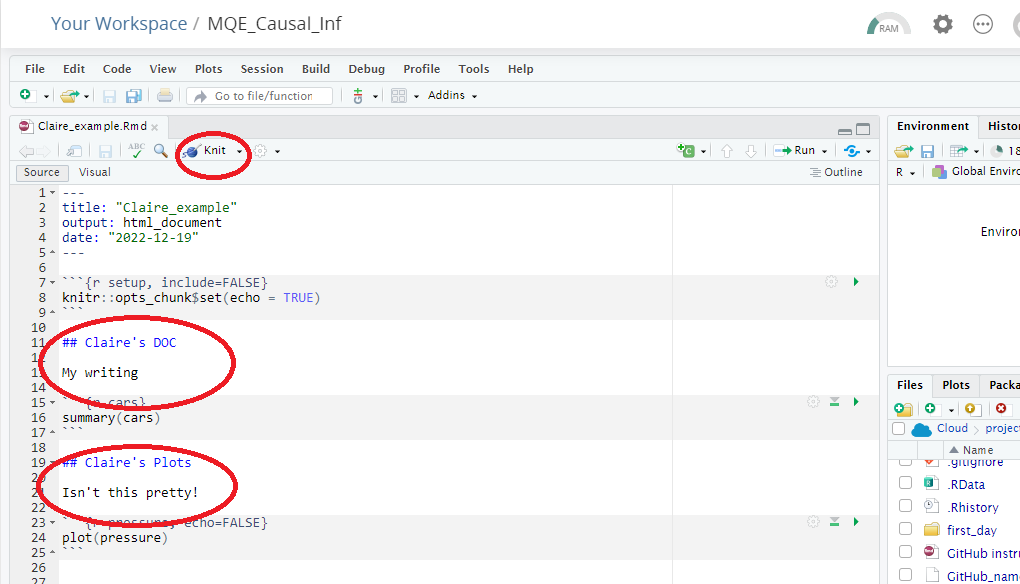 Your Workspace / MQE_Causal_Inf
RAM
File Edit Code View Plots Session Build Debug Profile Tools Help
Go to file/function Addins
Claire_example.Rmd
ABC Knit Run
Source Visual Outline
1 ---
2 title: "Claire_example"
3 output: html_document
4 date: "2022-12-19"
5 ---
6
7 ```{r setup, include=FALSE}
8 knitr::opts_chunk$set(echo = TRUE)
9 ```
10
11 ## Claire's DOC
12
13 My writing
14
15 ```{r cars}
16 summary(cars)
17 ```
18
19 ## Claire's Plots
20
21 Isn't this pretty!
22
23 ```{r pressure, echo=FALSE}
24 plot(pressure)
25 ```
26
27
Environment Histor
18
R Global Enviro
Enviror
Files Plots Packa
Cloud project
Name
.gitignore
.RData
.Rhistory
first_day
GitHub instru
GitHub_name